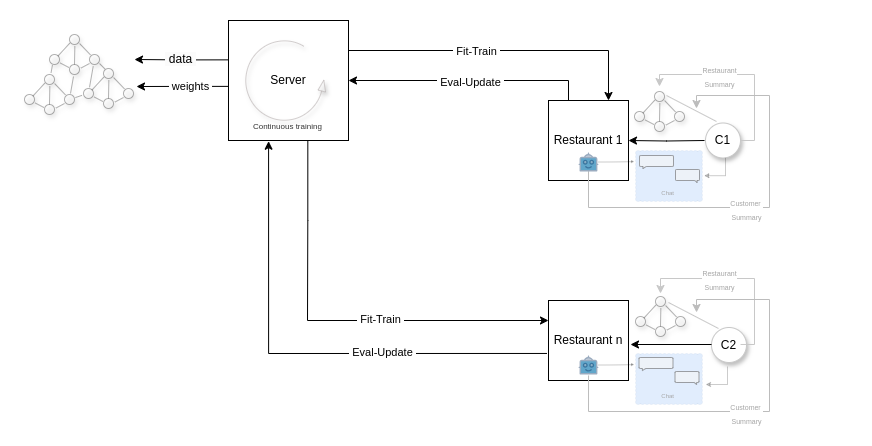 data
weights
Server
Continuous training
Fit-Train
Eval-Update
Restaurant 1
C1
Restaurant
Summary
Chat
Customer
Summary
Fit-Train
Eval-Update
Restaurant n
C2
Restaurant
Summary
Chat
Customer
Summary